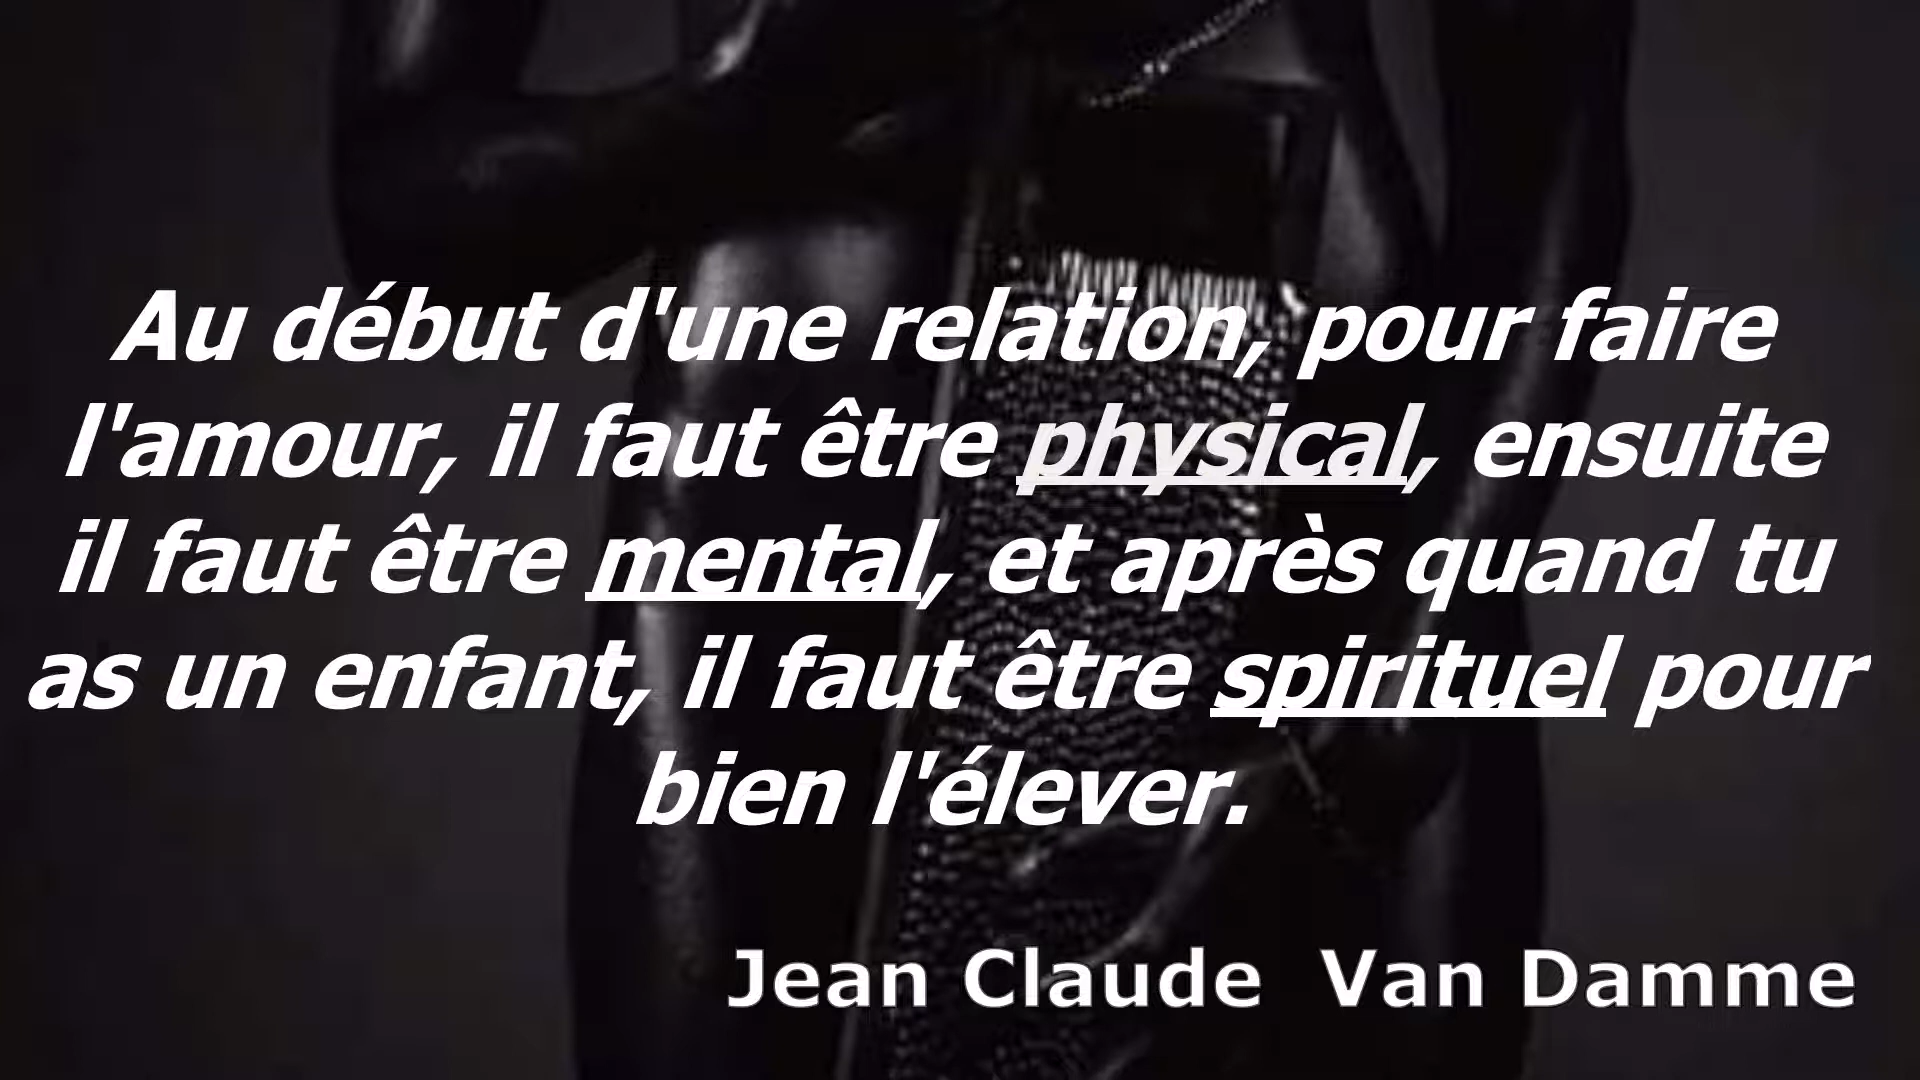 Au début d'une relation, pour faire
l'amour, il faut être physical, ensuite
il faut être mental, et après quand tu
as un enfant, il faut être spirituel pour
bien l'élever.
Jean Claude Van Damme